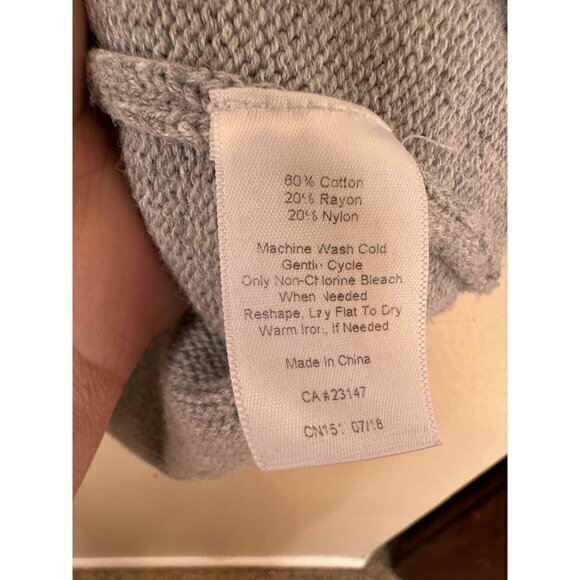 60% Cotton
20% Rayon
20% Nylon
Machine Wash Cold
Gentle Cycle
Only Non-Chlorine Bleach
When Needed
Reshape, Lay Flat To Dry
Warm Iron, If Needed
Made In China
CA#23147
CN151 07/18